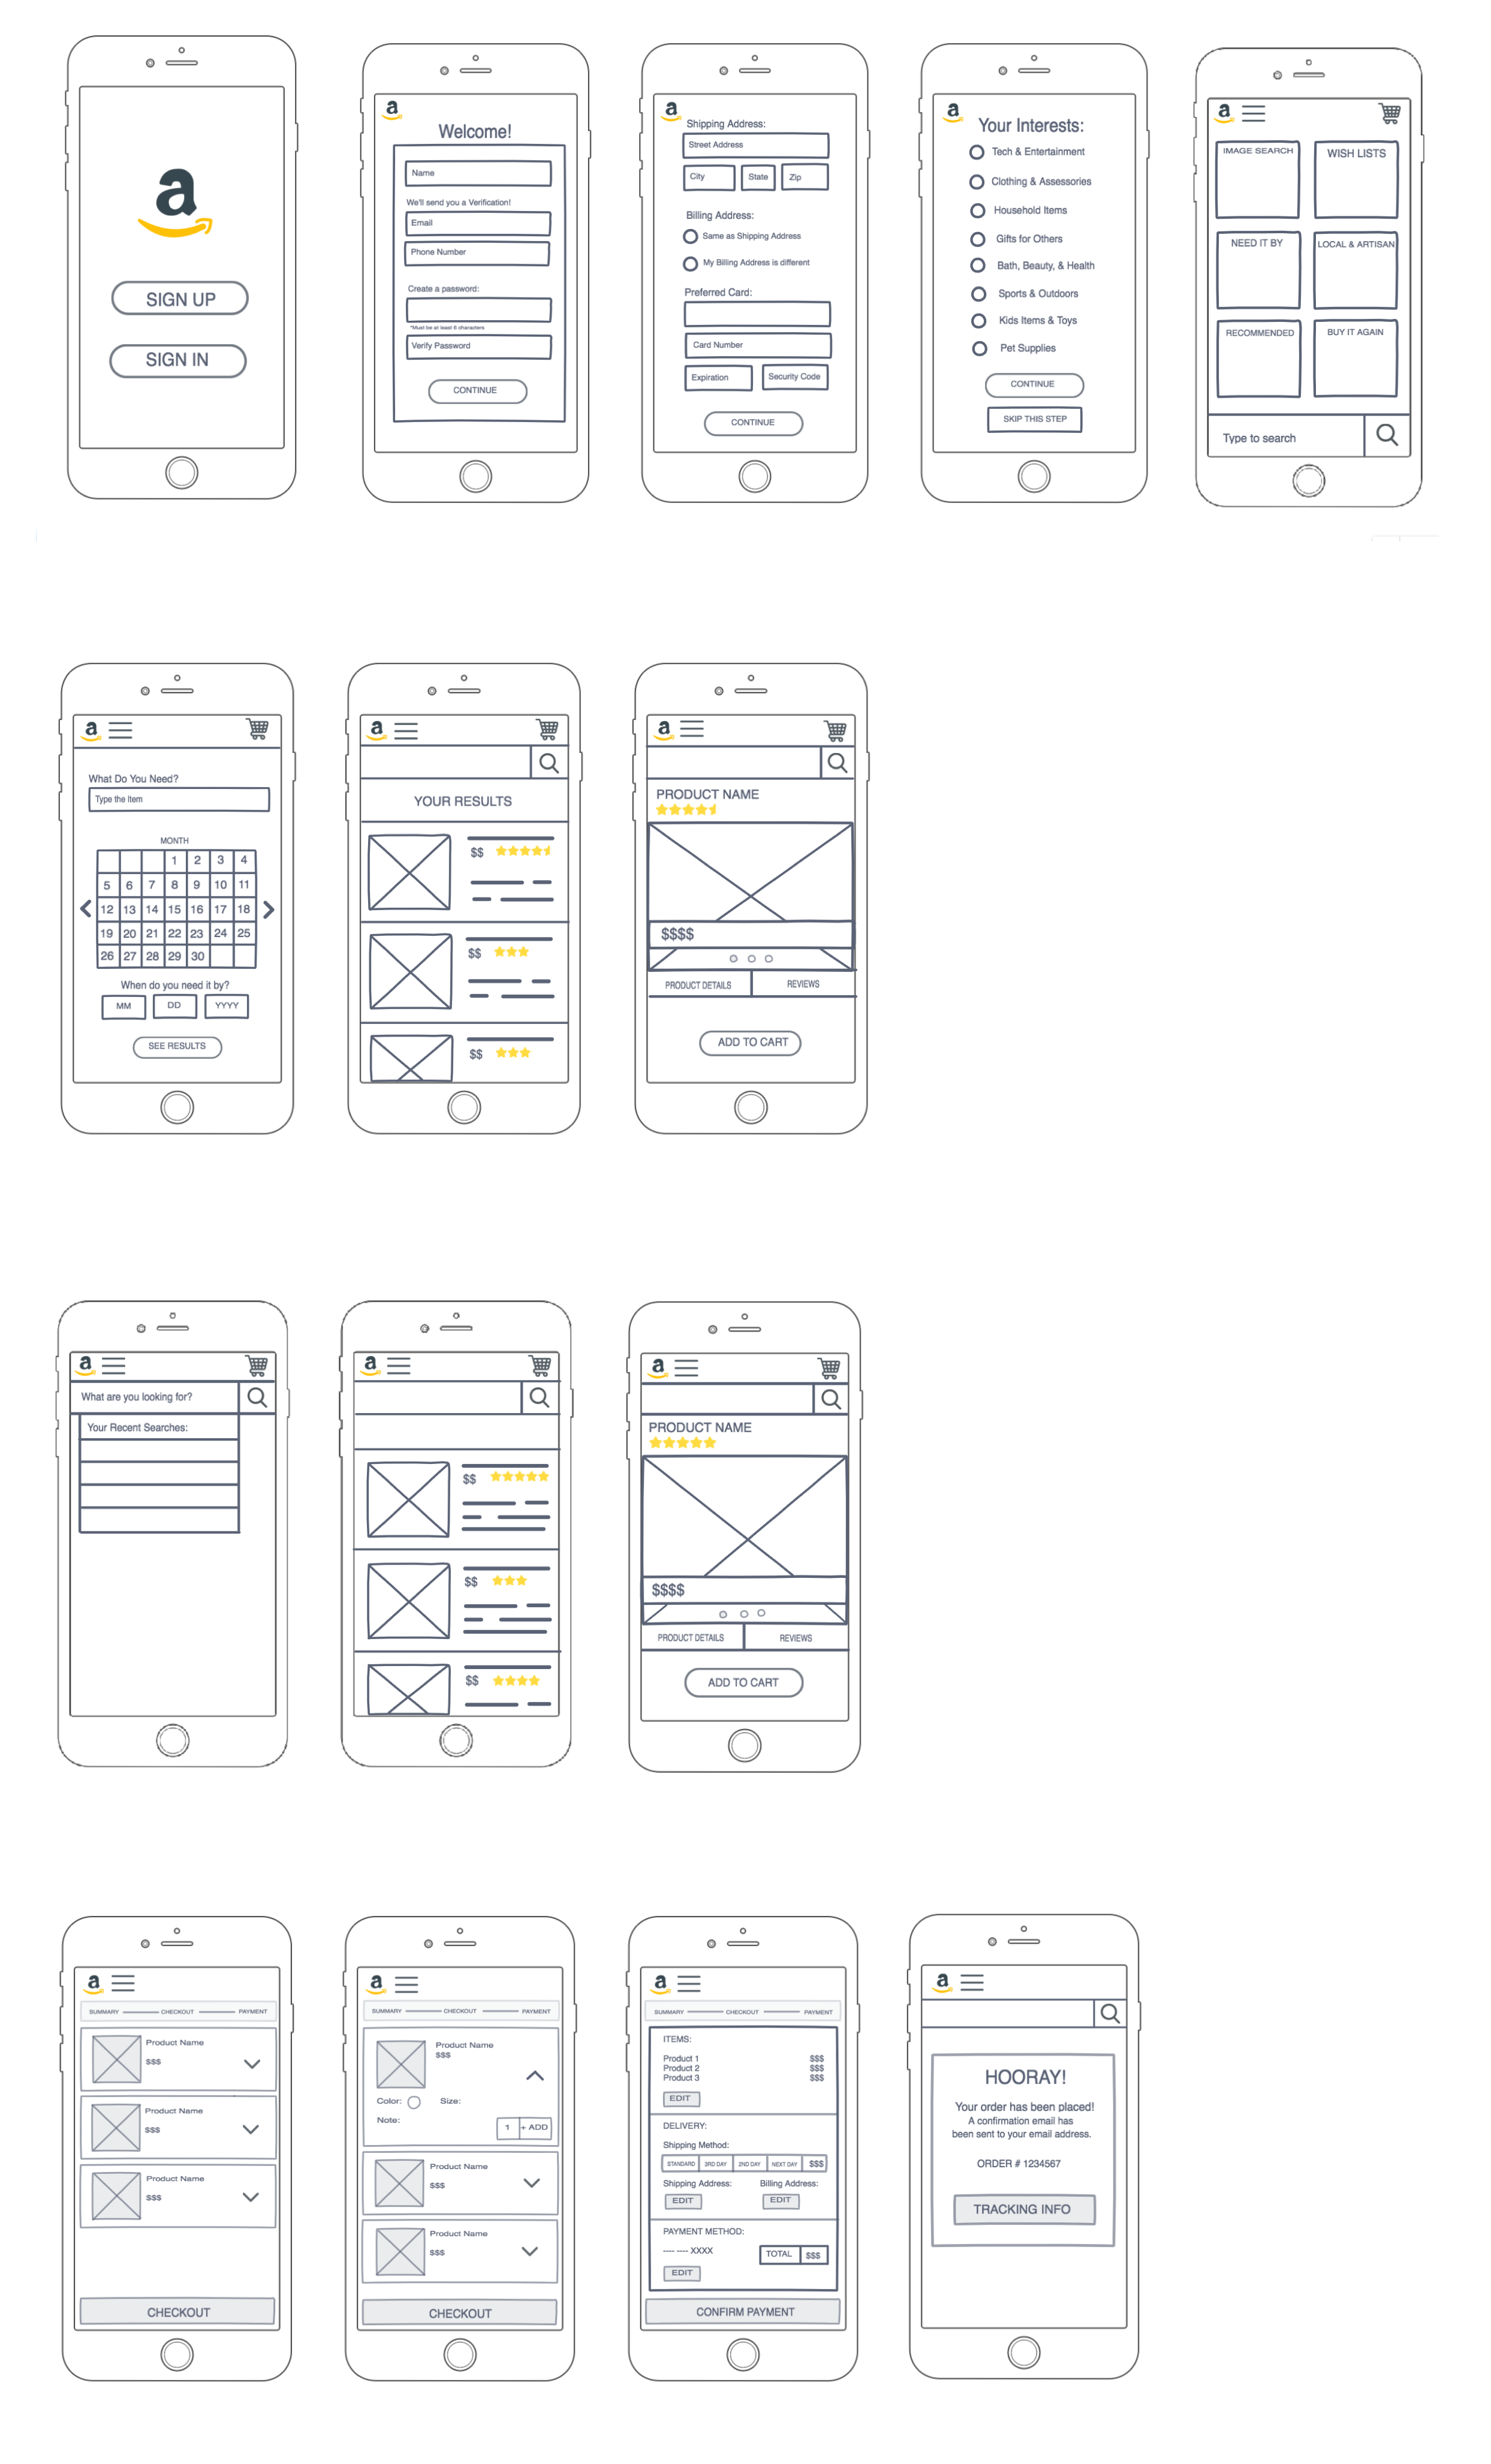 a
SIGN UP
SIGN IN
a
Welcome!
Name
We'll send you a Verification!
Email
Phone Number
Create a password:
*Must be at least 6 characters
Verify Password
CONTINUE
a
Shipping Address:
Street Address
City State Zip
Billing Address:
Same as Shipping Address
My Billing Address is different
Preferred Card:
Card Number
Expiration Security Code
CONTINUE
a
Your Interests:
Tech & Entertainment
Clothing & Assessories
Household Items
Gifts for Others
Bath, Beauty, & Health
Sports & Outdoors
Kids Items & Toys
Pet Supplies
CONTINUE
SKIP THIS STEP
a
IMAGE SEARCH WISH LISTS
NEED IT BY LOCAL & ARTISAN
RECOMMENDED BUY IT AGAIN
Type to search
a
What Do You Need?
Type the Item
MONTH
1 2 3 4
5 6 7 8 9 10 11
12 13 14 15 16 17 18
19 20 21 22 23 24 25
26 27 28 29 30
When do you need it by?
MM DD YYYY
SEE RESULTS
a
YOUR RESULTS
$$
$$
$$
a
PRODUCT NAME
$$$$
PRODUCT DETAILS REVIEWS
ADD TO CART
a
What are you looking for?
Your Recent Searches:
a
$$
$$
$$
a
PRODUCT NAME
$$$$
PRODUCT DETAILS REVIEWS
ADD TO CART
a
SUMMARY CHECKOUT PAYMENT
Product Name
$$$
Product Name
$$$
Product Name
$$$
CHECKOUT
a
SUMMARY CHECKOUT PAYMENT
Product Name
$$$
Color: Size:
Note:
1 + ADD
Product Name
$$$
Product Name
$$$
CHECKOUT
a
SUMMARY CHECKOUT PAYMENT
ITEMS:
Product 1 $$$
Product 2 $$$
Product 3 $$$
EDIT
DELIVERY:
Shipping Method:
STANDARD 3RD DAY 2ND DAY NEXT DAY $$$
Shipping Address: Billing Address:
EDIT EDIT
PAYMENT METHOD:
---- ---- XXXX
TOTAL $$$
EDIT
CONFIRM PAYMENT
a
HOORAY!
Your order has been placed!
A confirmation email has
been sent to your email address.
ORDER # 1234567
TRACKING INFO